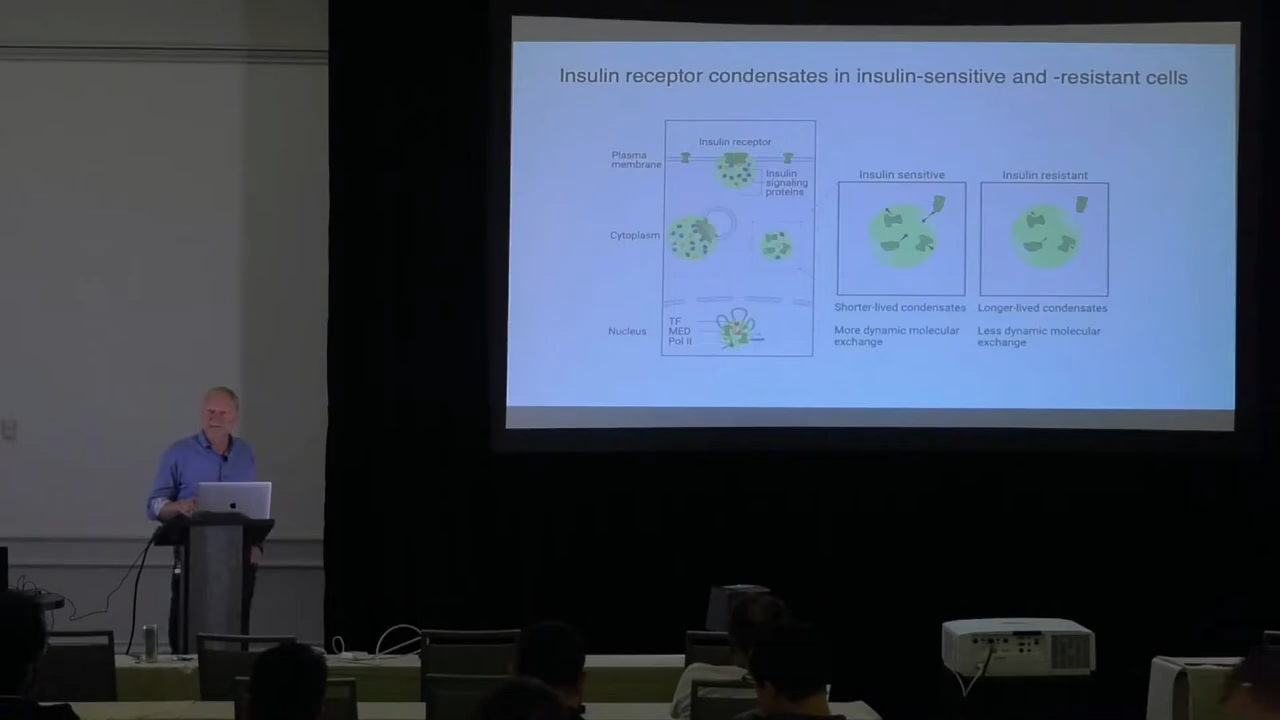 Insulin receptor condensates in insulin-sensitive and -resistant cells
Insulin receptor
Plasma
membrane
Insulin
signaling
proteins
Cytoplasm
Nucleus
TF
MED
Pol II
Insulin sensitive
Insulin resistant
Shorter-lived condensates
Longer-lived condensates
More dynamic molecular
exchange
Less dynamic molecular
exchange